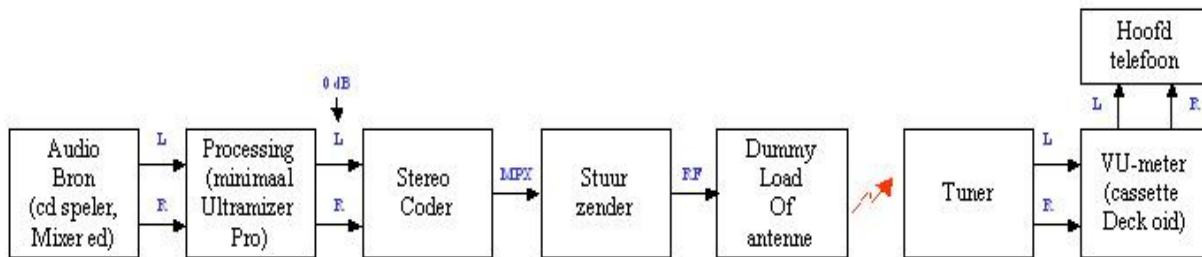 Hoofd
telefoon
L
R
0 dB
Audio
Bron
(cd speler,
Mixer ed)
L
R
Processing
(minimaal
Ultramizer
Pro)
L
R
Stereo
Coder
MPX
Stuur
zender
RF
Dummy
Load
Of
antenne
Tuner
L
R
VU-meter
(cassette
Deck oid)